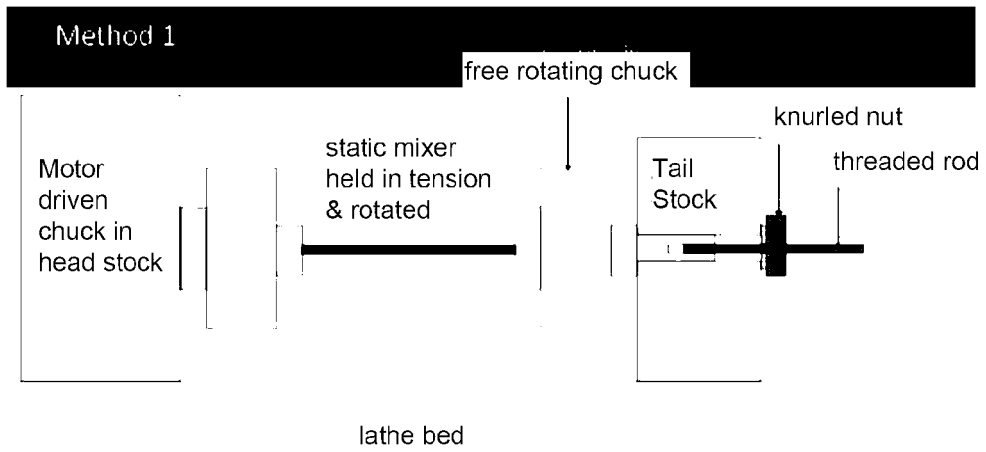 Method 1
free rotating chuck
knurled nut
threaded rod
static mixer
held in tension
& rotated
Motor
driven
chuck in
head stock
Tail
Stock
lathe bed